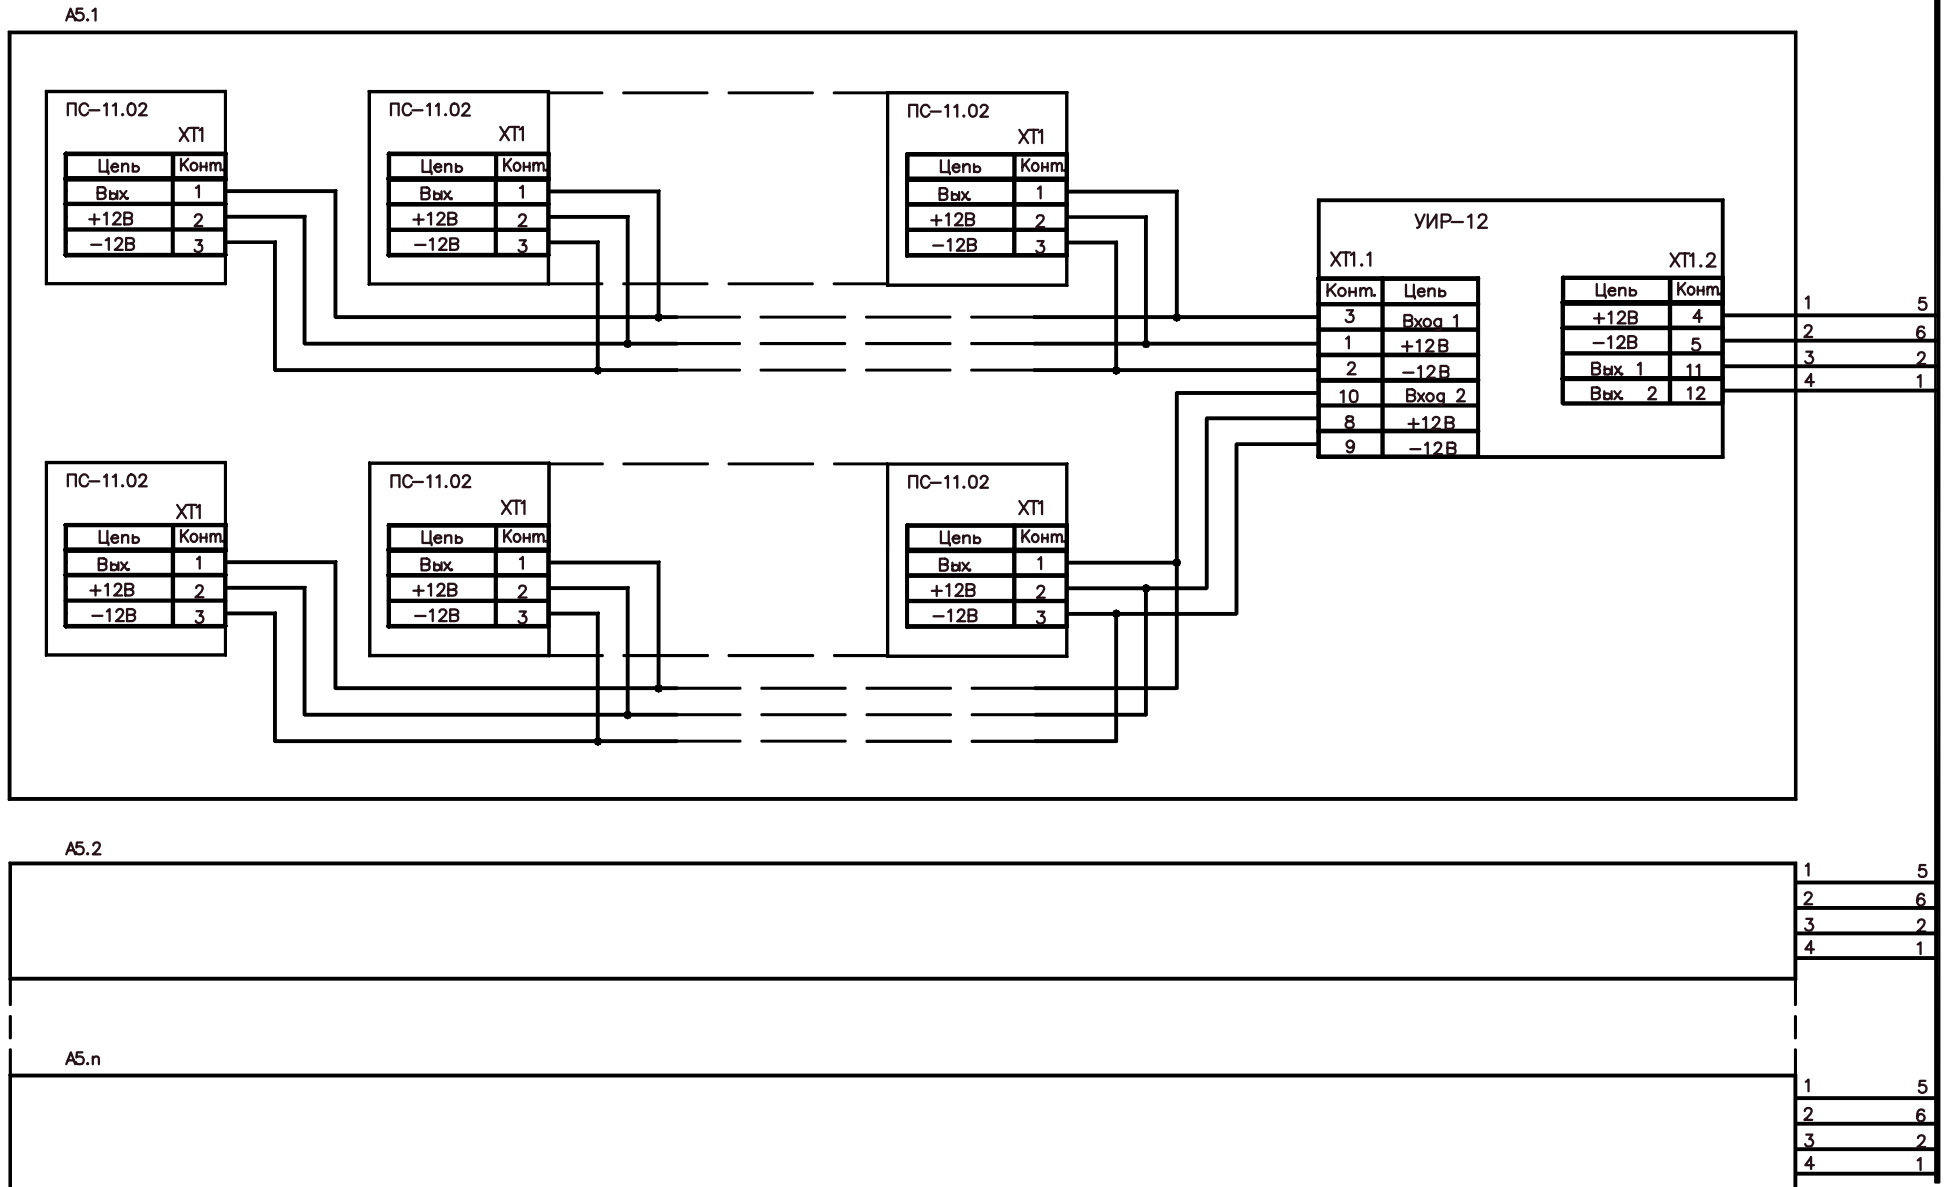 А5.1
ПС-11.02 ПС-11.02 ПС-11.02
XT1 XT1 XT1
Цепь Конт. Цепь Конт. Цепь Конт.
Вых. 1 Вых. 1 Вых. 1
+12В 2 +12В 2 +12В 2
-12В 3 -12В 3 -12В 3
УИР-12
XT1.1 XT1.2
Конт. Цепь Цепь Конт.
3 Вход 1 +12В 4 1 5
1 +12В -12В 5 2 6
2 -12В Вых. 1 11 3 2
10 Вход 2 Вых. 2 12 4 1
8 +12В
9 -12В
ПС-11.02 ПС-11.02 ПС-11.02
XT1 XT1 XT1
Цепь Конт. Цепь Конт. Цепь Конт.
Вых. 1 Вых. 1 Вых. 1
+12В 2 +12В 2 +12В 2
-12В 3 -12В 3 -12В 3
А5.2
1 5
2 6
3 2
4 1
А5.n
1 5
2 6
3 2
4 1